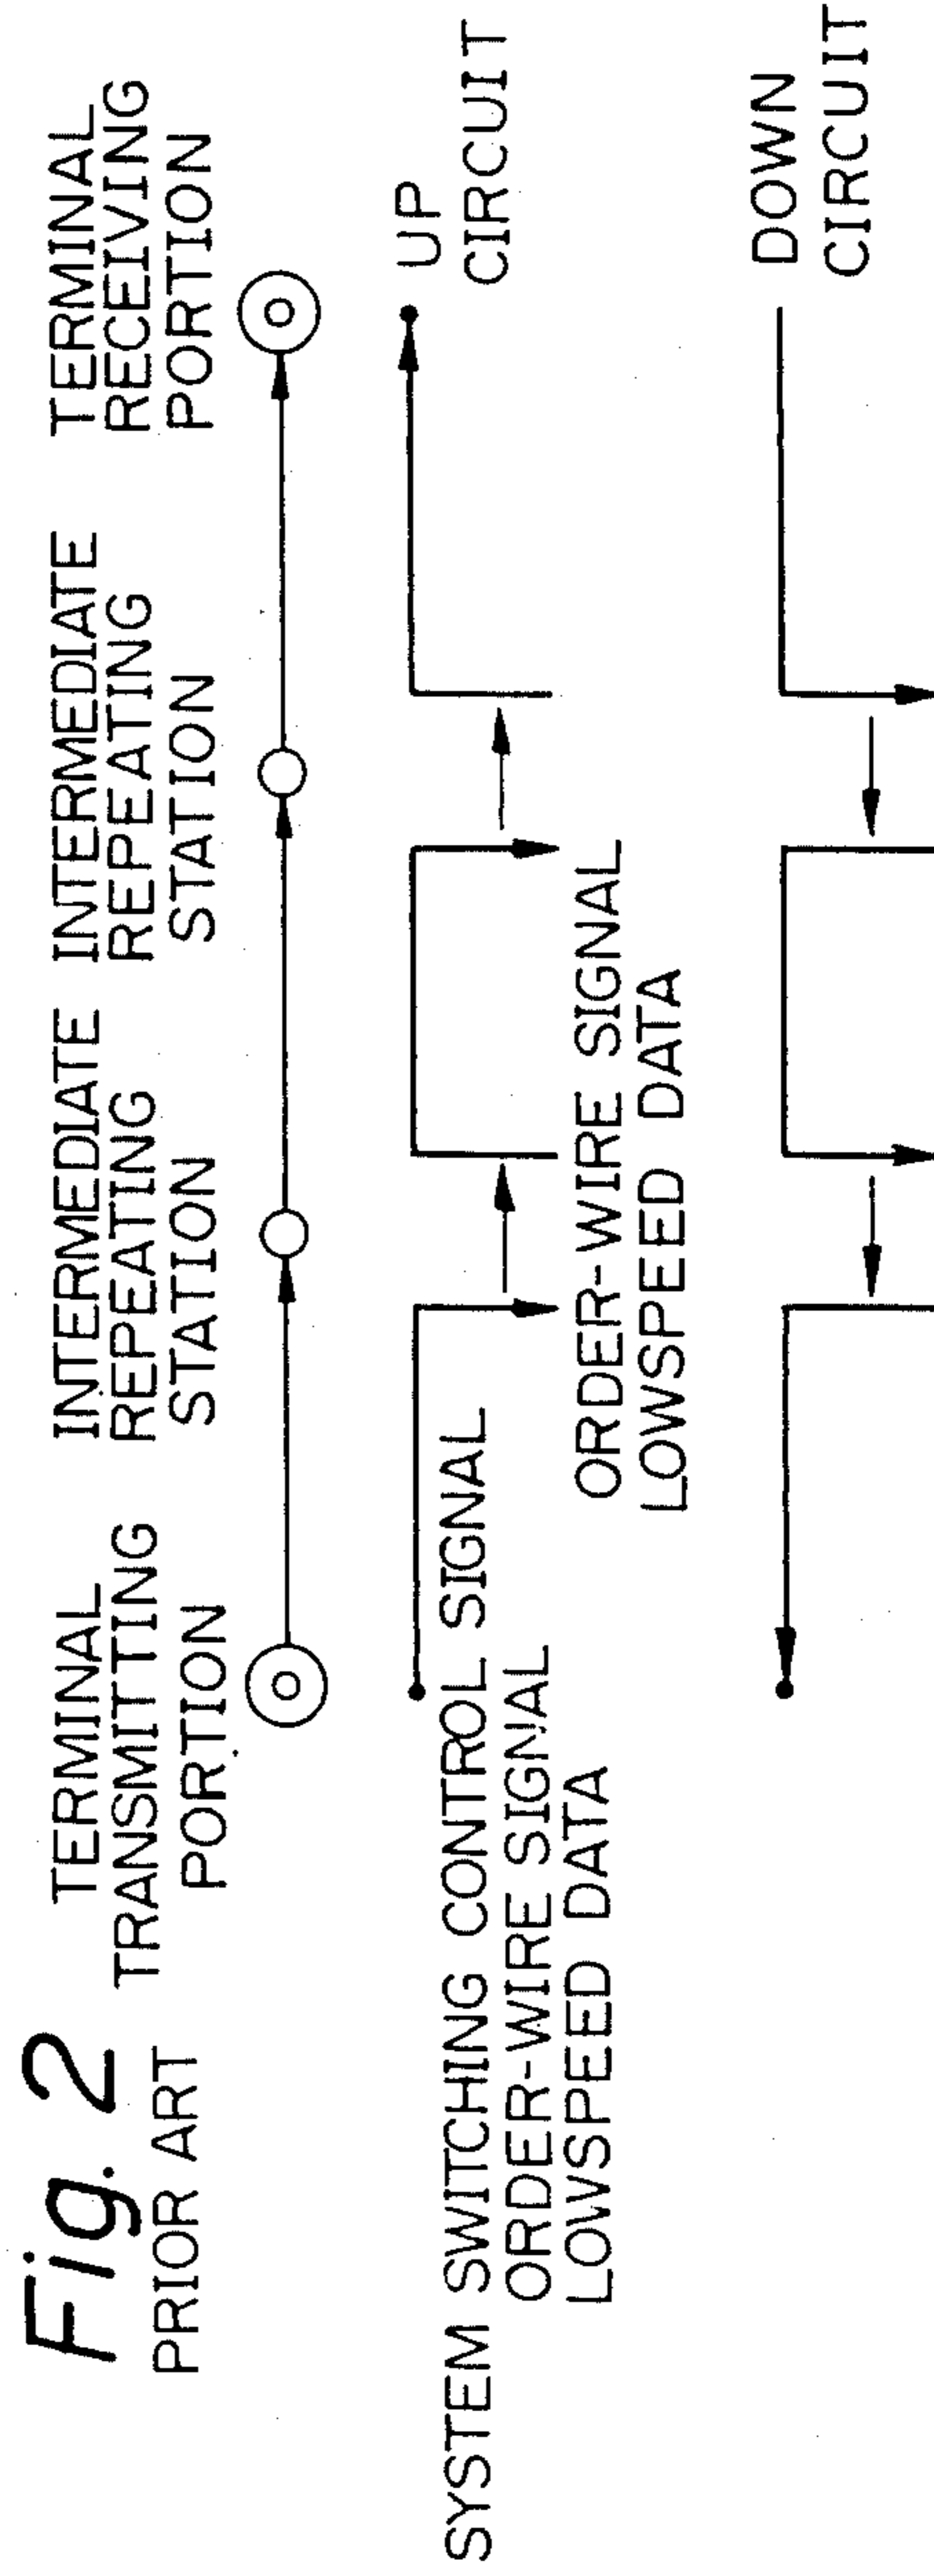 Fig. 2
PRIOR ART
TERMINAL
TRANSMITTING
PORTION
INTERMEDIATE
REPEATING
STATION
INTERMEDIATE
REPEATING
STATION
TERMINAL
RECEIVING
PORTION
UP
CIRCUIT
SYSTEM SWITCHING CONTROL SIGNAL
ORDER-WIRE SIGNAL
LOWSPEED DATA
ORDER-WIRE SIGNAL
LOWSPEED DATA
DOWN
CIRCUIT